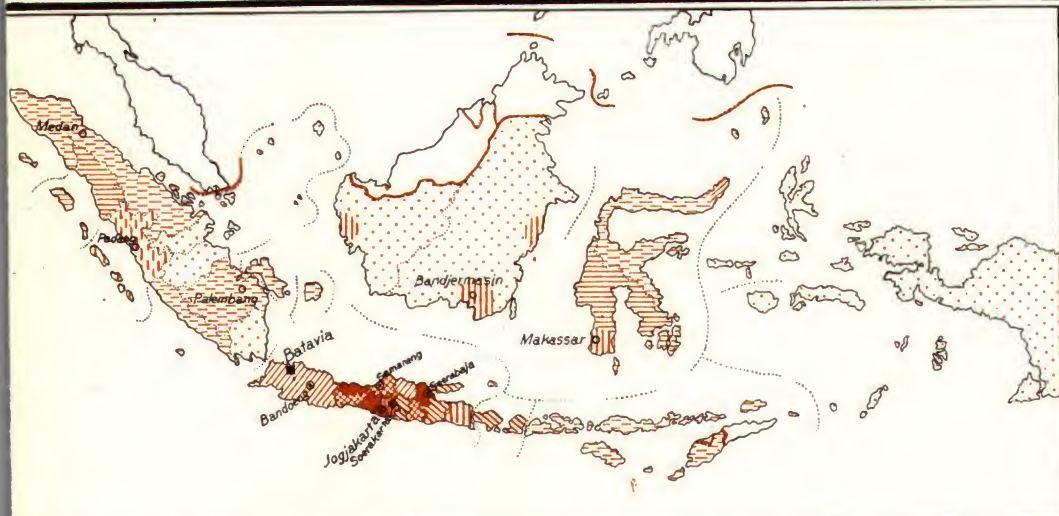 Medan
Padang
Palembang
Bandjermasin
Makassar
Batavia
Semarang
Soerabaja
Bandoeng
Jogjakarta
Soerakarta